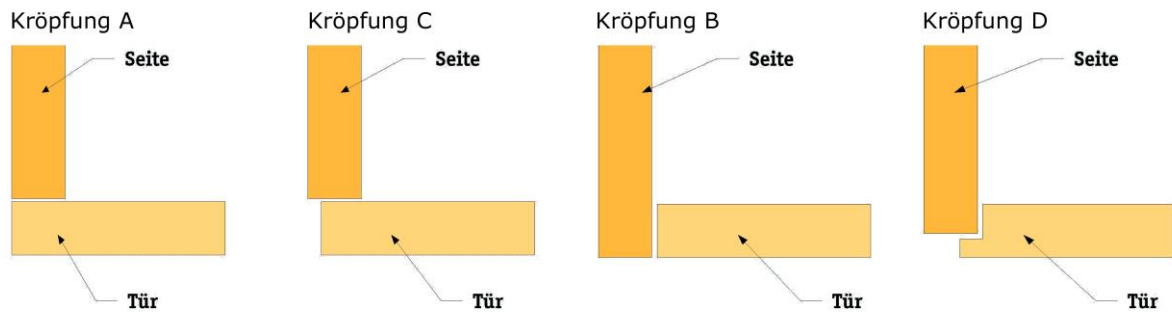 Kröpfung A
Kröpfung C
Kröpfung B
Kröpfung D
Seite
Seite
Seite
Seite
Tür
Tür
Tür
Tür